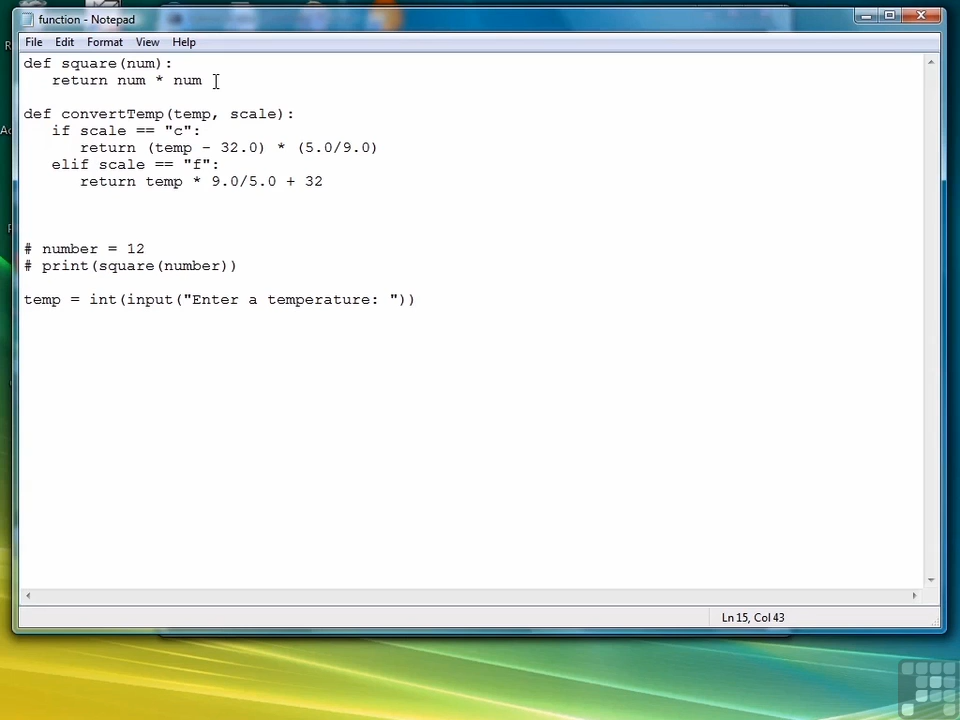 function - Notepad
File Edit Format View Help
def square(num):
return num * num
def convertTemp(temp, scale):
if scale == "c":
return (temp - 32.0) * (5.0/9.0)
elif scale == "f":
return temp * 9.0/5.0 + 32
# number = 12
# print(square(number))
temp = int(input("Enter a temperature: "))
Ln 15, Col 43